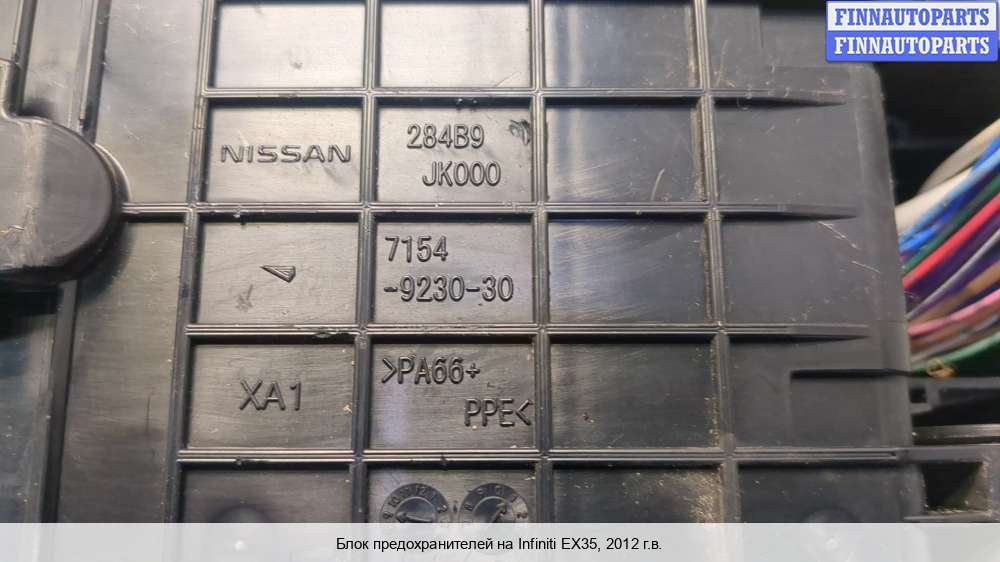 FINNAUTOPARTS
FINNAUTOPARTS
NISSAN
284B9
JK000
7154
-9230-30
XA1
>PA66+
PPE<
Блок предохранителей на Infiniti EX35, 2012 г.в.